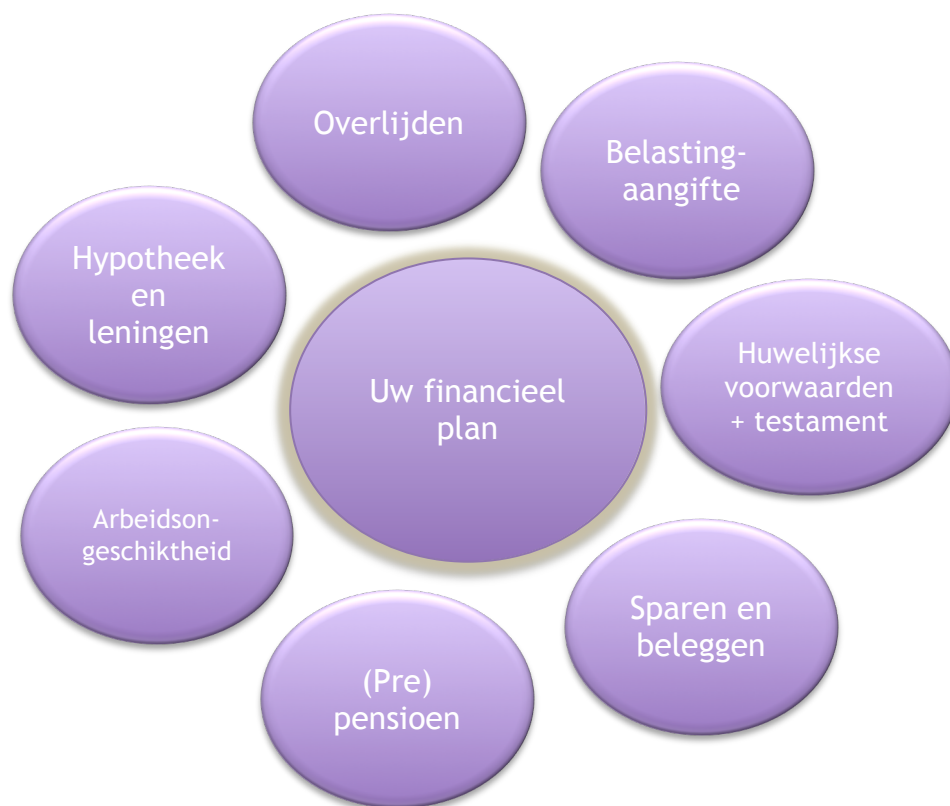 Overlijden
Belasting-
aangifte
Hypotheek
en
leningen
Uw financieel
plan
Huwelijkse
voorwaarden
+ testament
Arbeidson-
geschiktheid
Sparen en
beleggen
(Pre)
pensioen